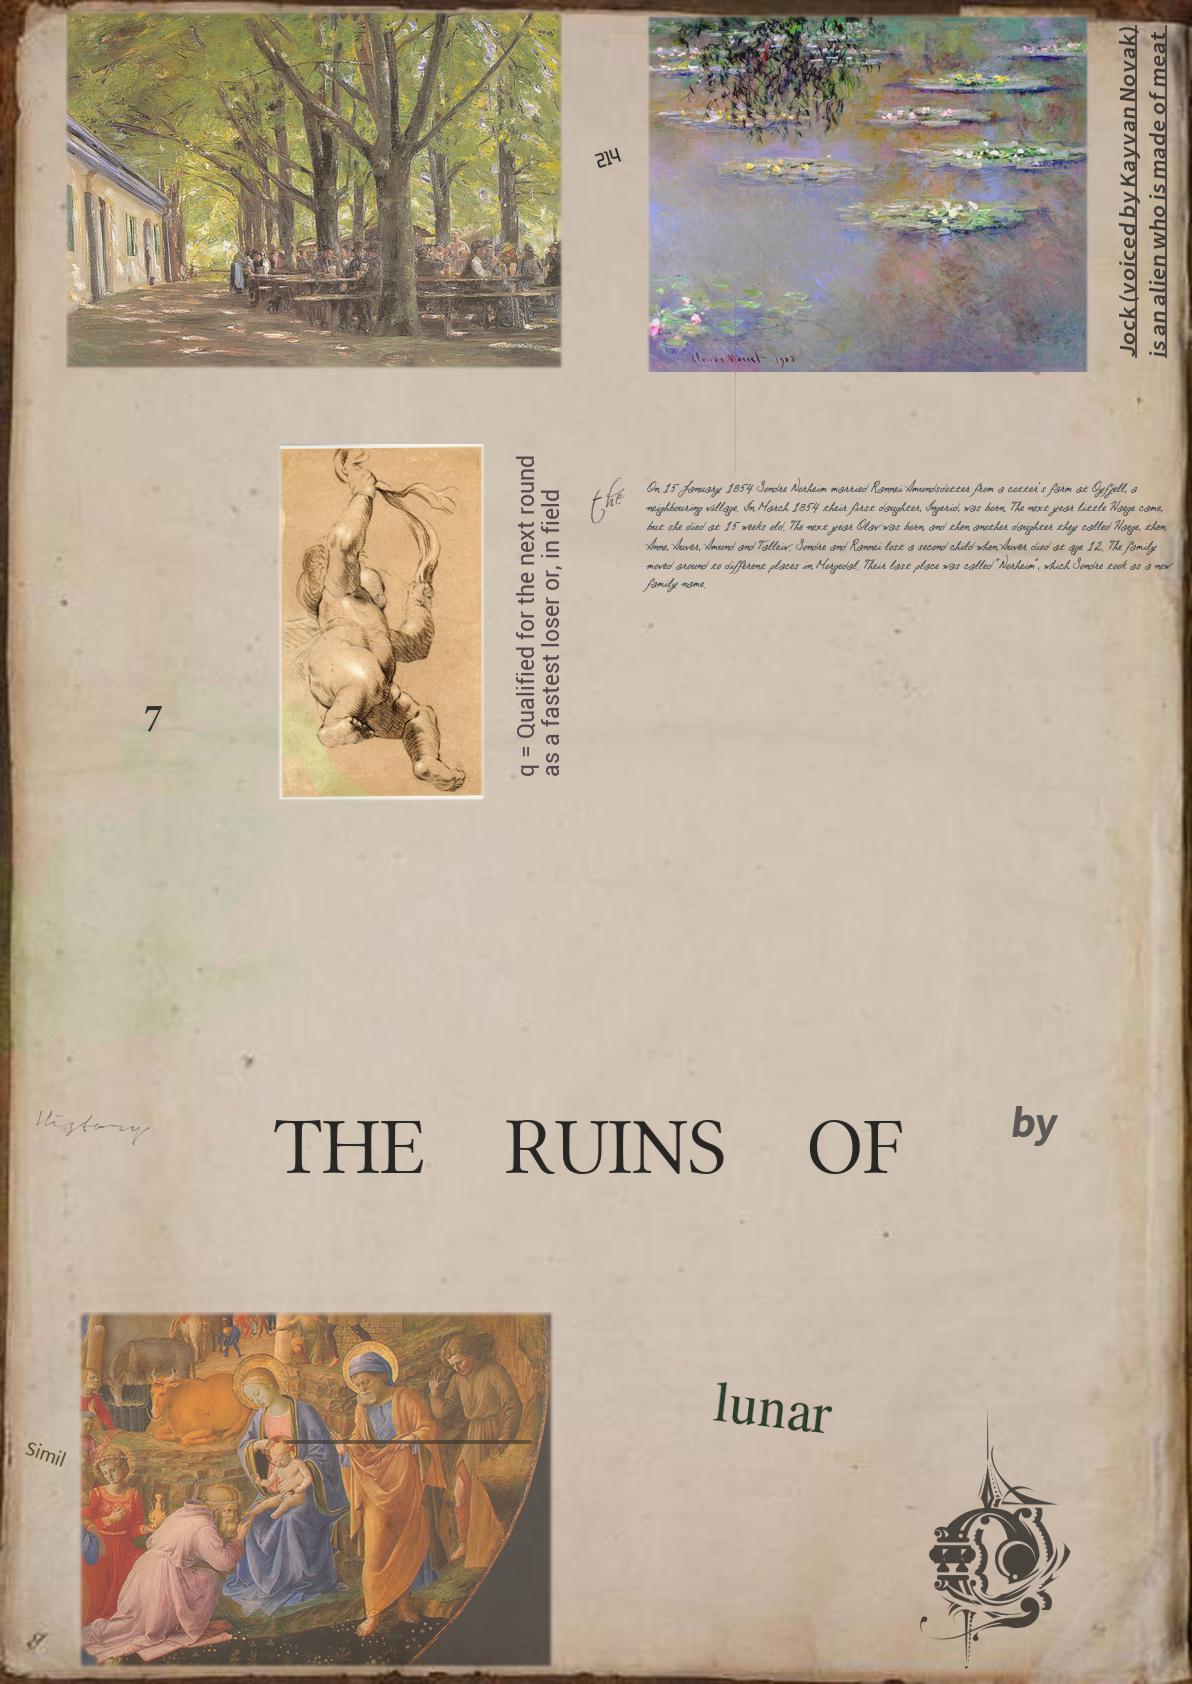 Jock (voiced by Kayvan Novak)
is an alien who is made of meat
214
Claude Monet 1903
q = Qualified for the next round
as a fastest loser or, in field
the
On 15 January 1854 Sondre Norheim married Rannei Åmundsdotter from a cotter's farm at Øyfjell, a
neighbouring village. In March 1854 their first daughter, Ingerid, was born. The next year little Hæge came,
but she died at 15 weeks old. The next year Olav was born and then another daughter they called Hæge, then
Anne, Auver, Åmund and Talleiv. Sondre and Rannei lost a second child when Auver died at age 12. The family
moved around to different places in Morgedal. Their last place was called "Norheim", which Sondre took as a new
family name.
7
History
THE RUINS OF
by
lunar
Simil
D
8